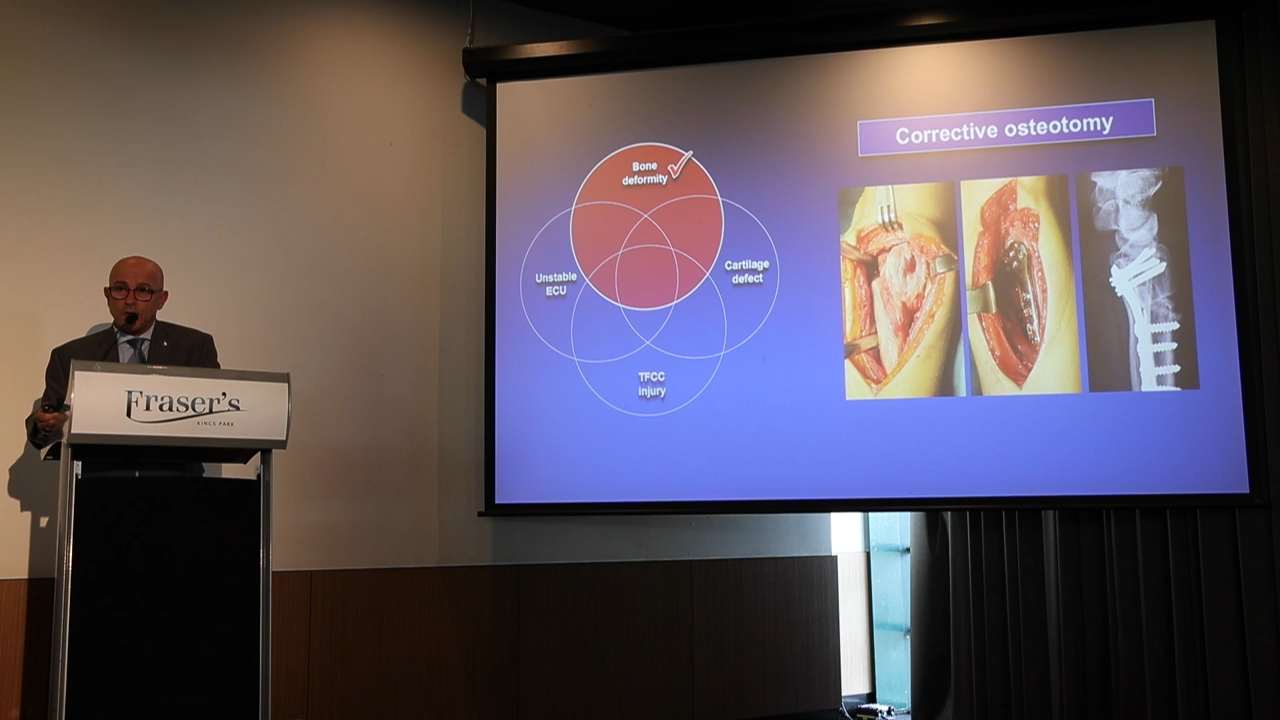 Corrective osteotomy
Bone
deformity
Unstable
ECU
Cartilage
defect
TFCC
injury
Fraser's
KINGS PARK